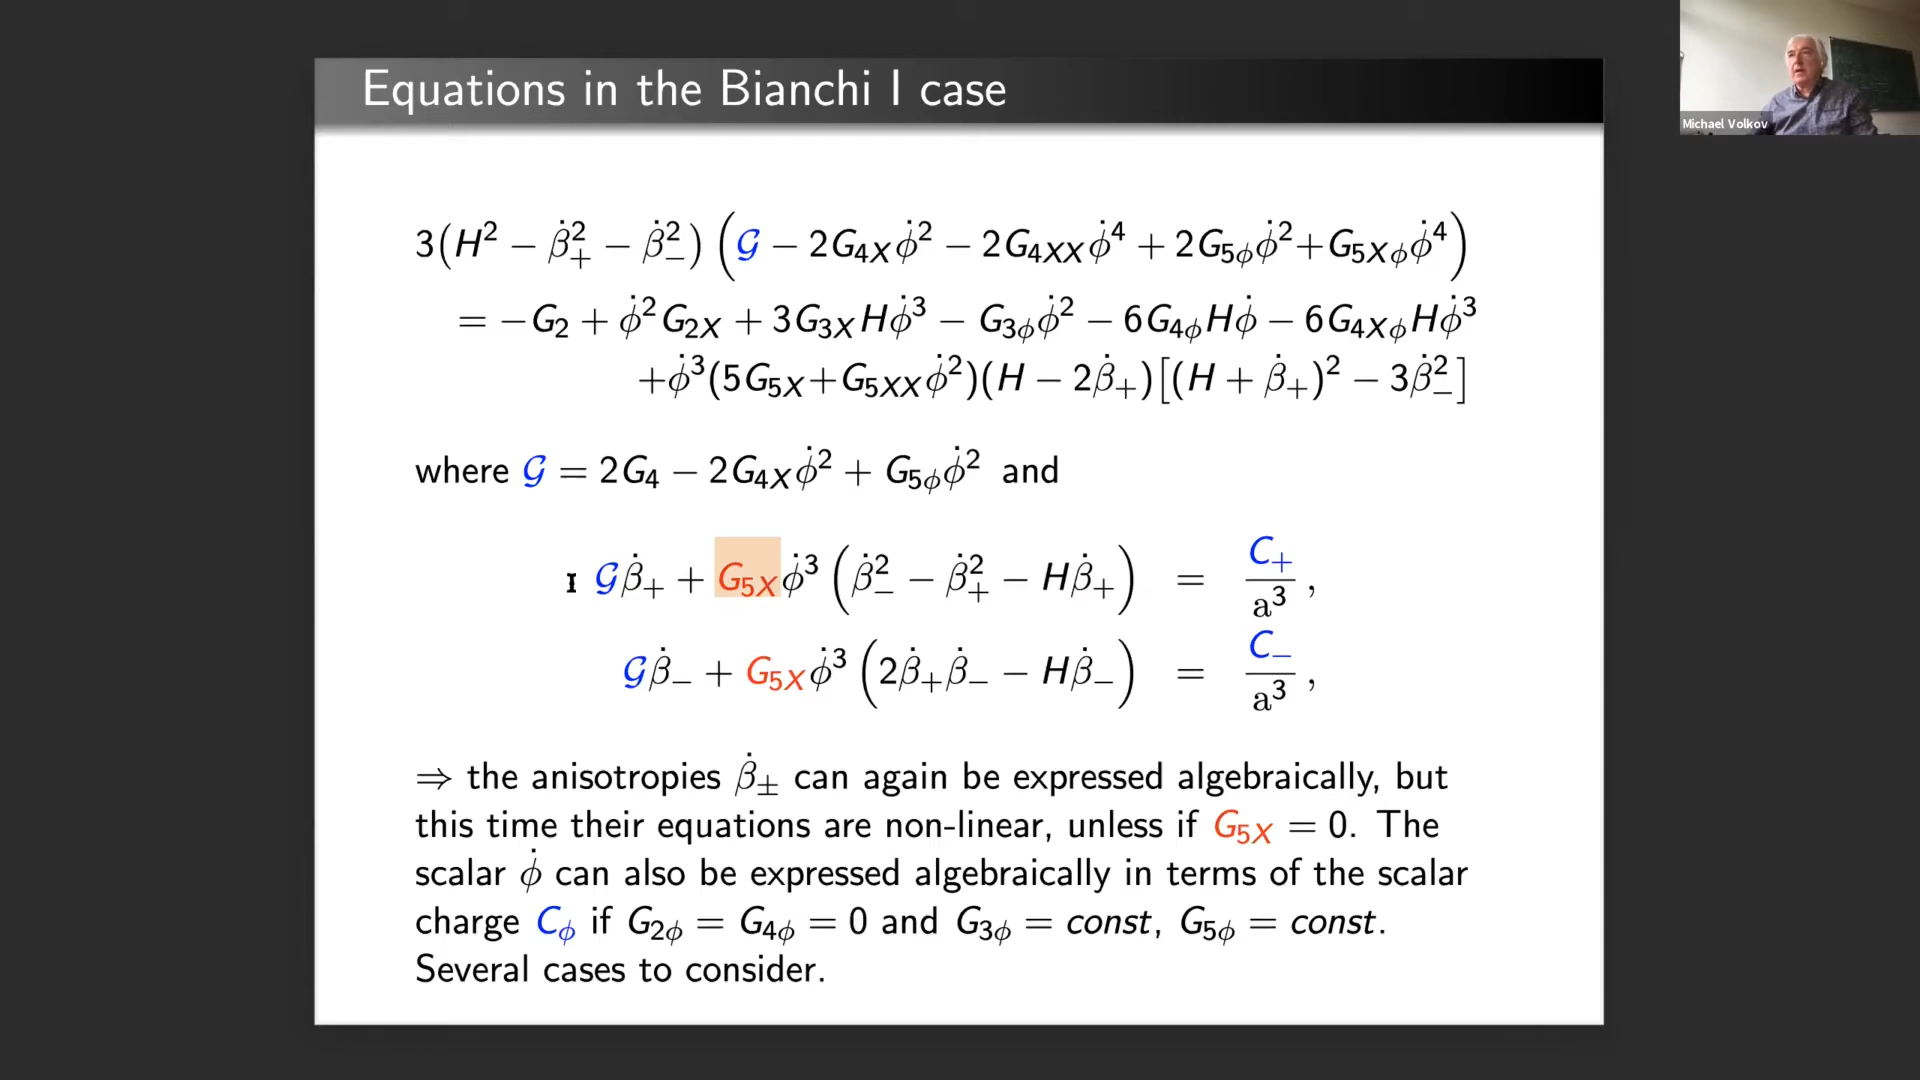 Equations in the Bianchi I case
Michael Volkov
3(H² − β̇₊² − β̇₋²) (𝒢 − 2G₄ₓφ̇² − 2G₄ₓₓφ̇⁴ + 2G₅ᵩφ̇² + G₅ₓᵩφ̇⁴)
= −G₂ + φ̇²G₂ₓ + 3G₃ₓHφ̇³ − G₃ᵩφ̇² − 6G₄ᵩHφ̇ − 6G₄ₓᵩHφ̇³
+φ̇³(5G₅ₓ + G₅ₓₓφ̇²)(H − 2β̇₊)[(H + β̇₊)² − 3β̇₋²]
where 𝒢 = 2G₄ − 2G₄ₓφ̇² + G₅ᵩφ̇² and
𝒢β̇₊ + G₅ₓφ̇³ (β̇₋² − β̇₊² − Hβ̇₊) = C₊/a³ ,
𝒢β̇₋ + G₅ₓφ̇³ (2β̇₊β̇₋ − Hβ̇₋) = C₋/a³ ,
⇒ the anisotropies β̇± can again be expressed algebraically, but
this time their equations are non-linear, unless if G₅ₓ = 0. The
scalar φ̇ can also be expressed algebraically in terms of the scalar
charge Cᵩ if G₂ᵩ = G₄ᵩ = 0 and G₃ᵩ = const, G₅ᵩ = const.
Several cases to consider.